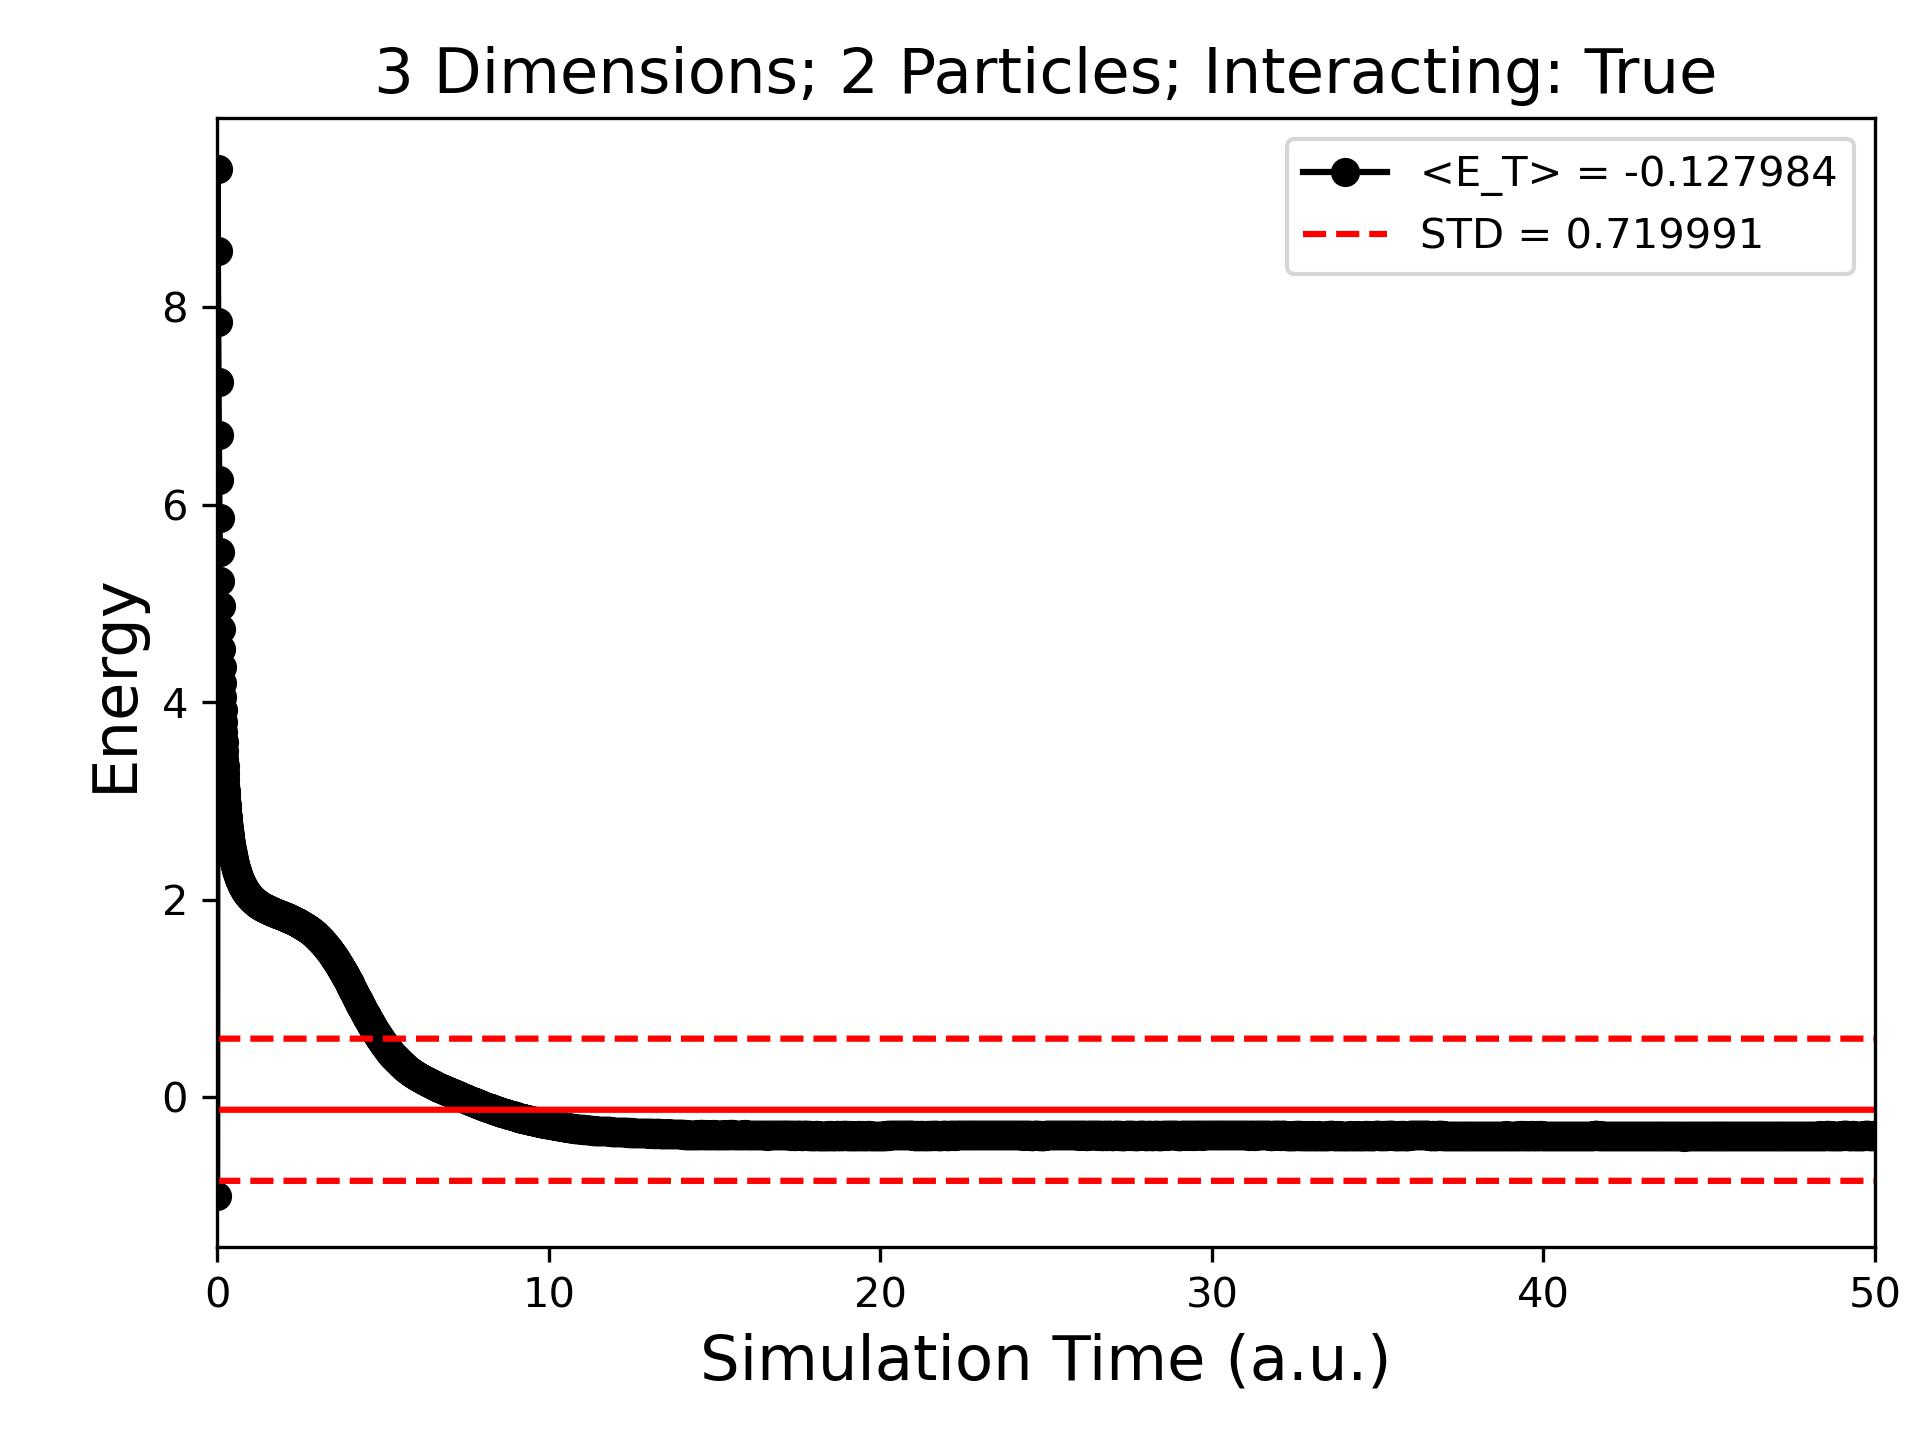 3 Dimensions; 2 Particles; Interacting: True
<E_T> = -0.127984
STD = 0.719991
Energy
8
6
4
2
0
0 10 20 30 40 50
Simulation Time (a.u.)